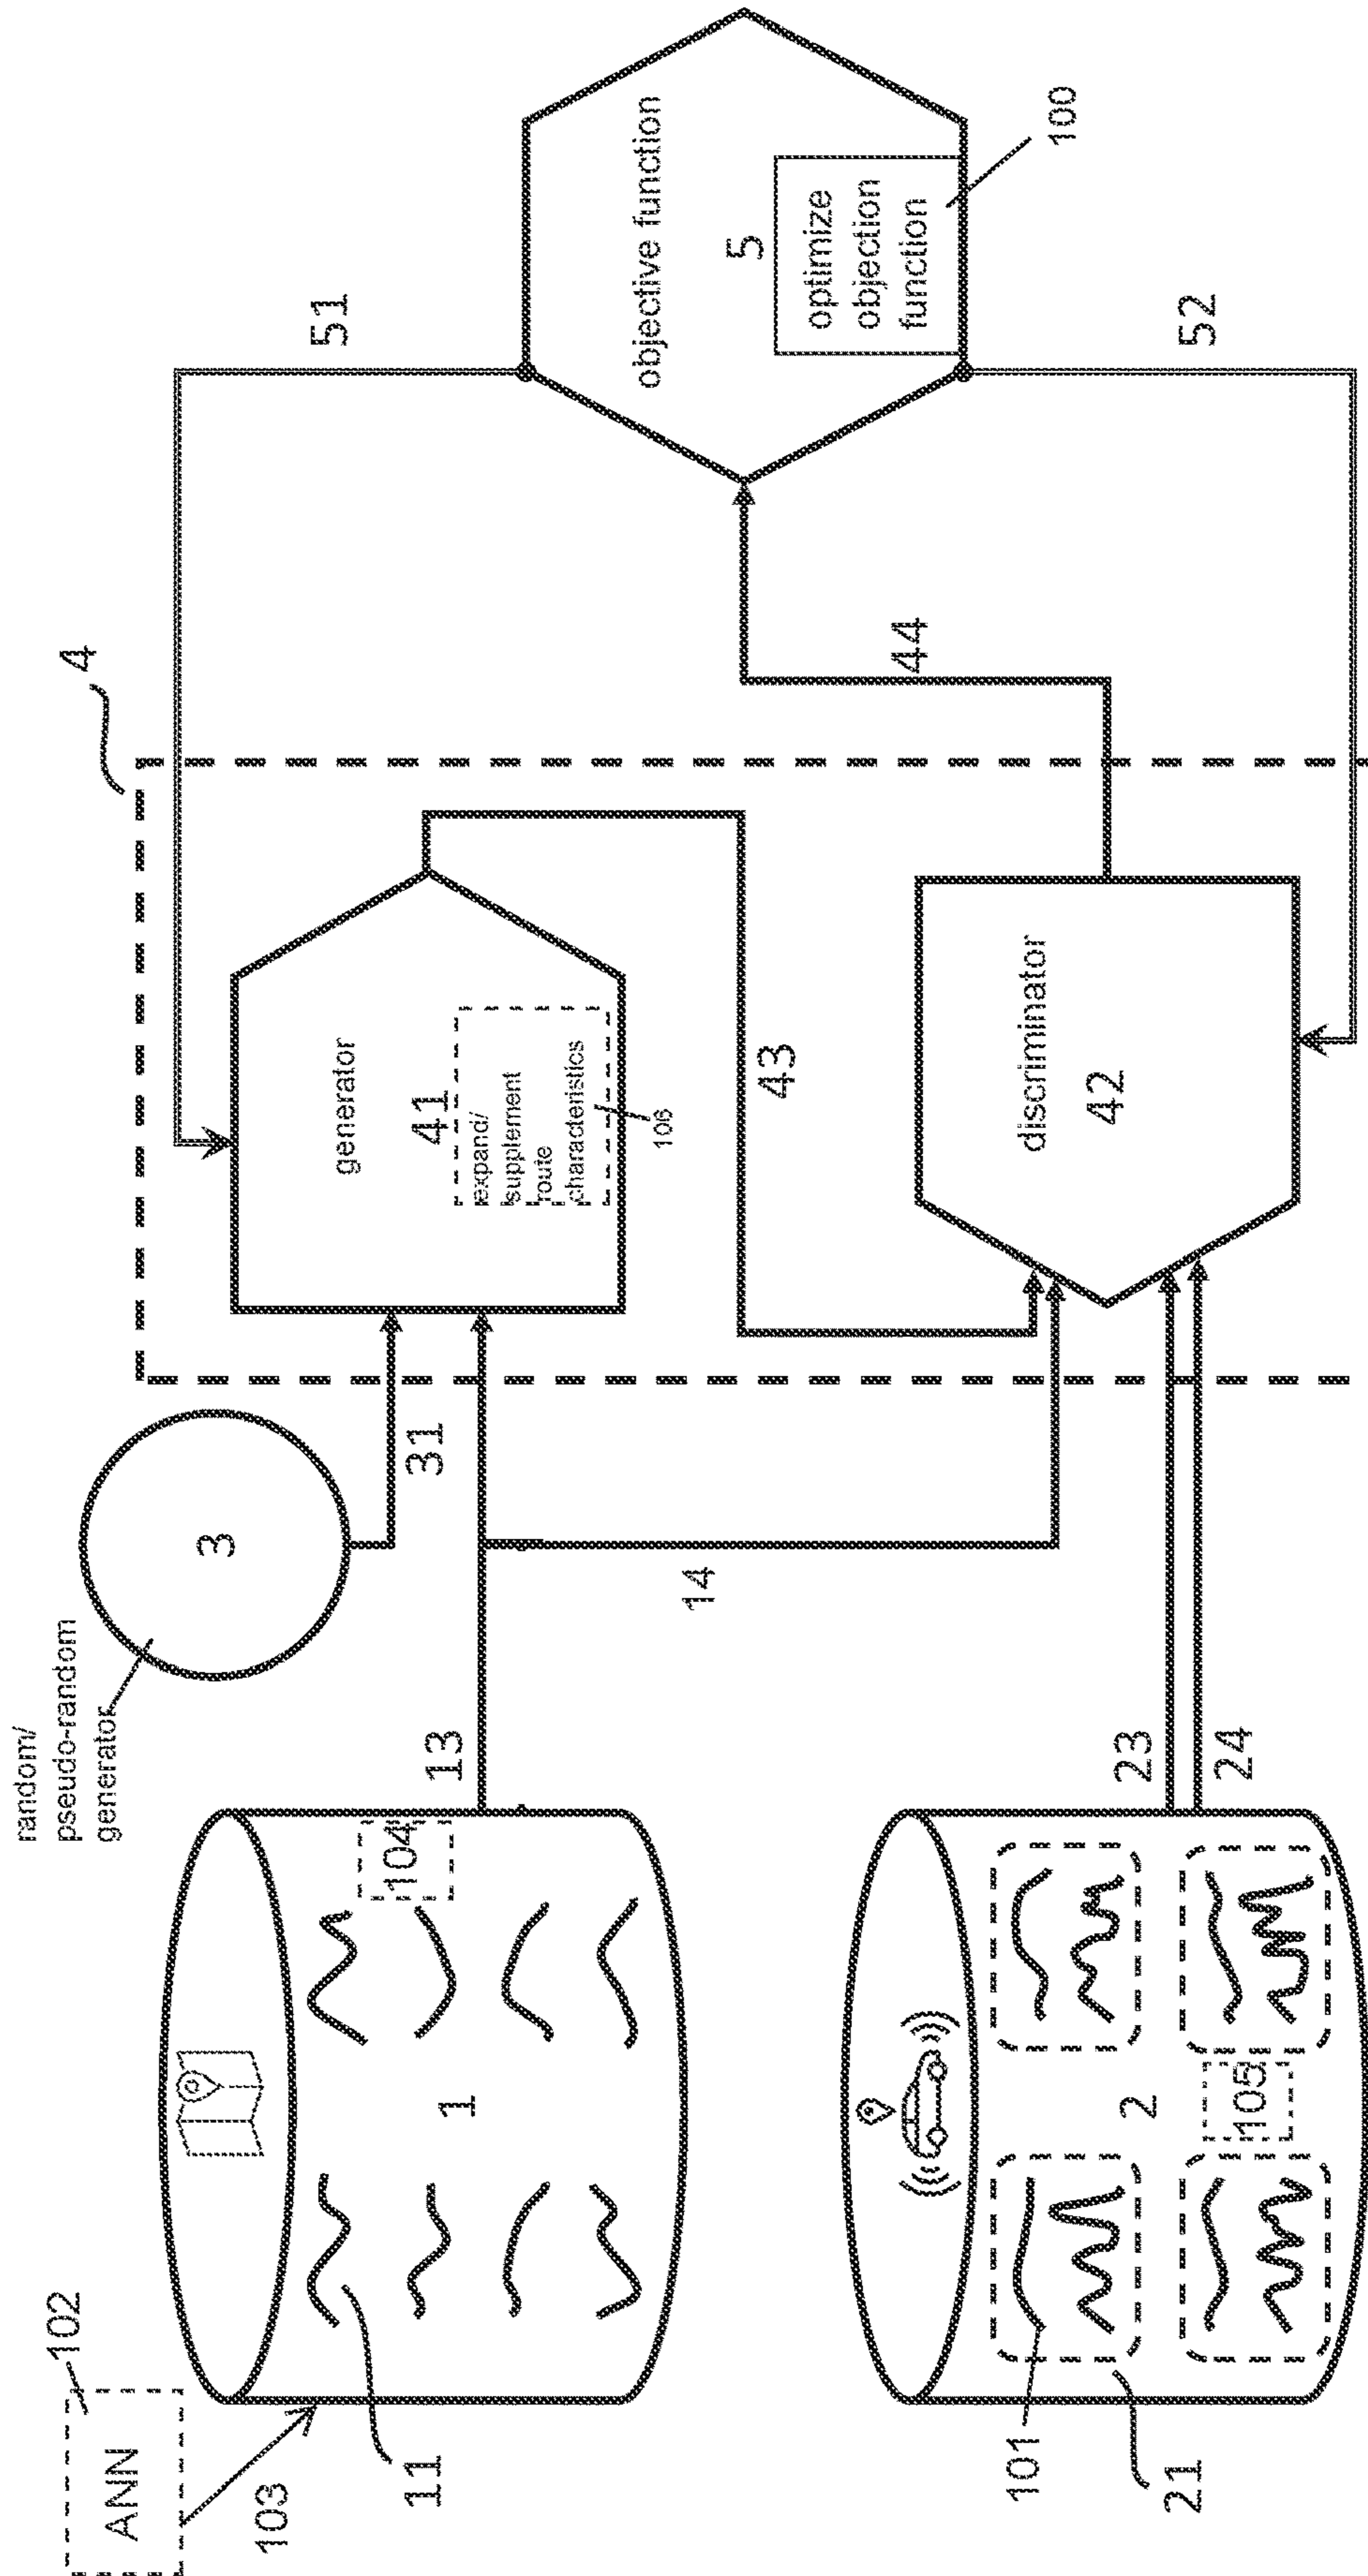 ANN
102
103
11
1
104
13
random/
pseudo-random
generator
3
31
14
4
generator
41
expand/
supplement
route
characteristics
106
43
discriminator
42
44
51
objective function
5
optimize
objection
function
100
52
101
21
2
105
23
24